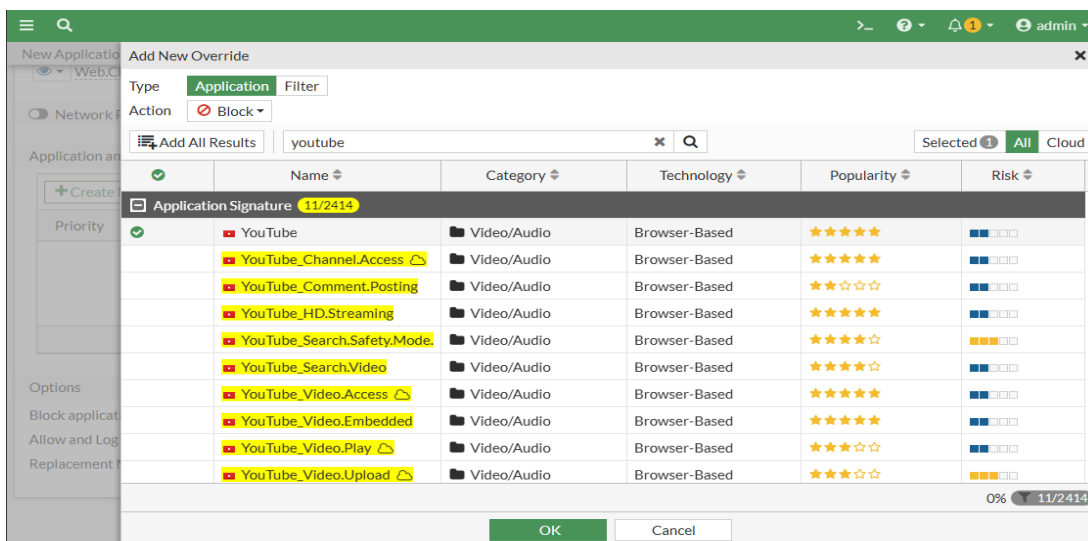 >_ ? 1 admin
New Applicatio Add New Override
Web.Cl
Type Application Filter
Network P Action Block
Add All Results youtube Selected 1 All Cloud
Application an
Name Category Technology Popularity Risk
Create
Application Signature 11/2414
Priority YouTube Video/Audio Browser-Based
YouTube_Channel.Access Video/Audio Browser-Based
YouTube_Comment.Posting Video/Audio Browser-Based
YouTube_HD.Streaming Video/Audio Browser-Based
YouTube_Search.Safety.Mode. Video/Audio Browser-Based
YouTube_Search.Video Video/Audio Browser-Based
Options YouTube_Video.Access Video/Audio Browser-Based
Block applicat YouTube_Video.Embedded Video/Audio Browser-Based
Allow and Log YouTube_Video.Play Video/Audio Browser-Based
Replacement M YouTube_Video.Upload Video/Audio Browser-Based
0% 11/2414
OK Cancel